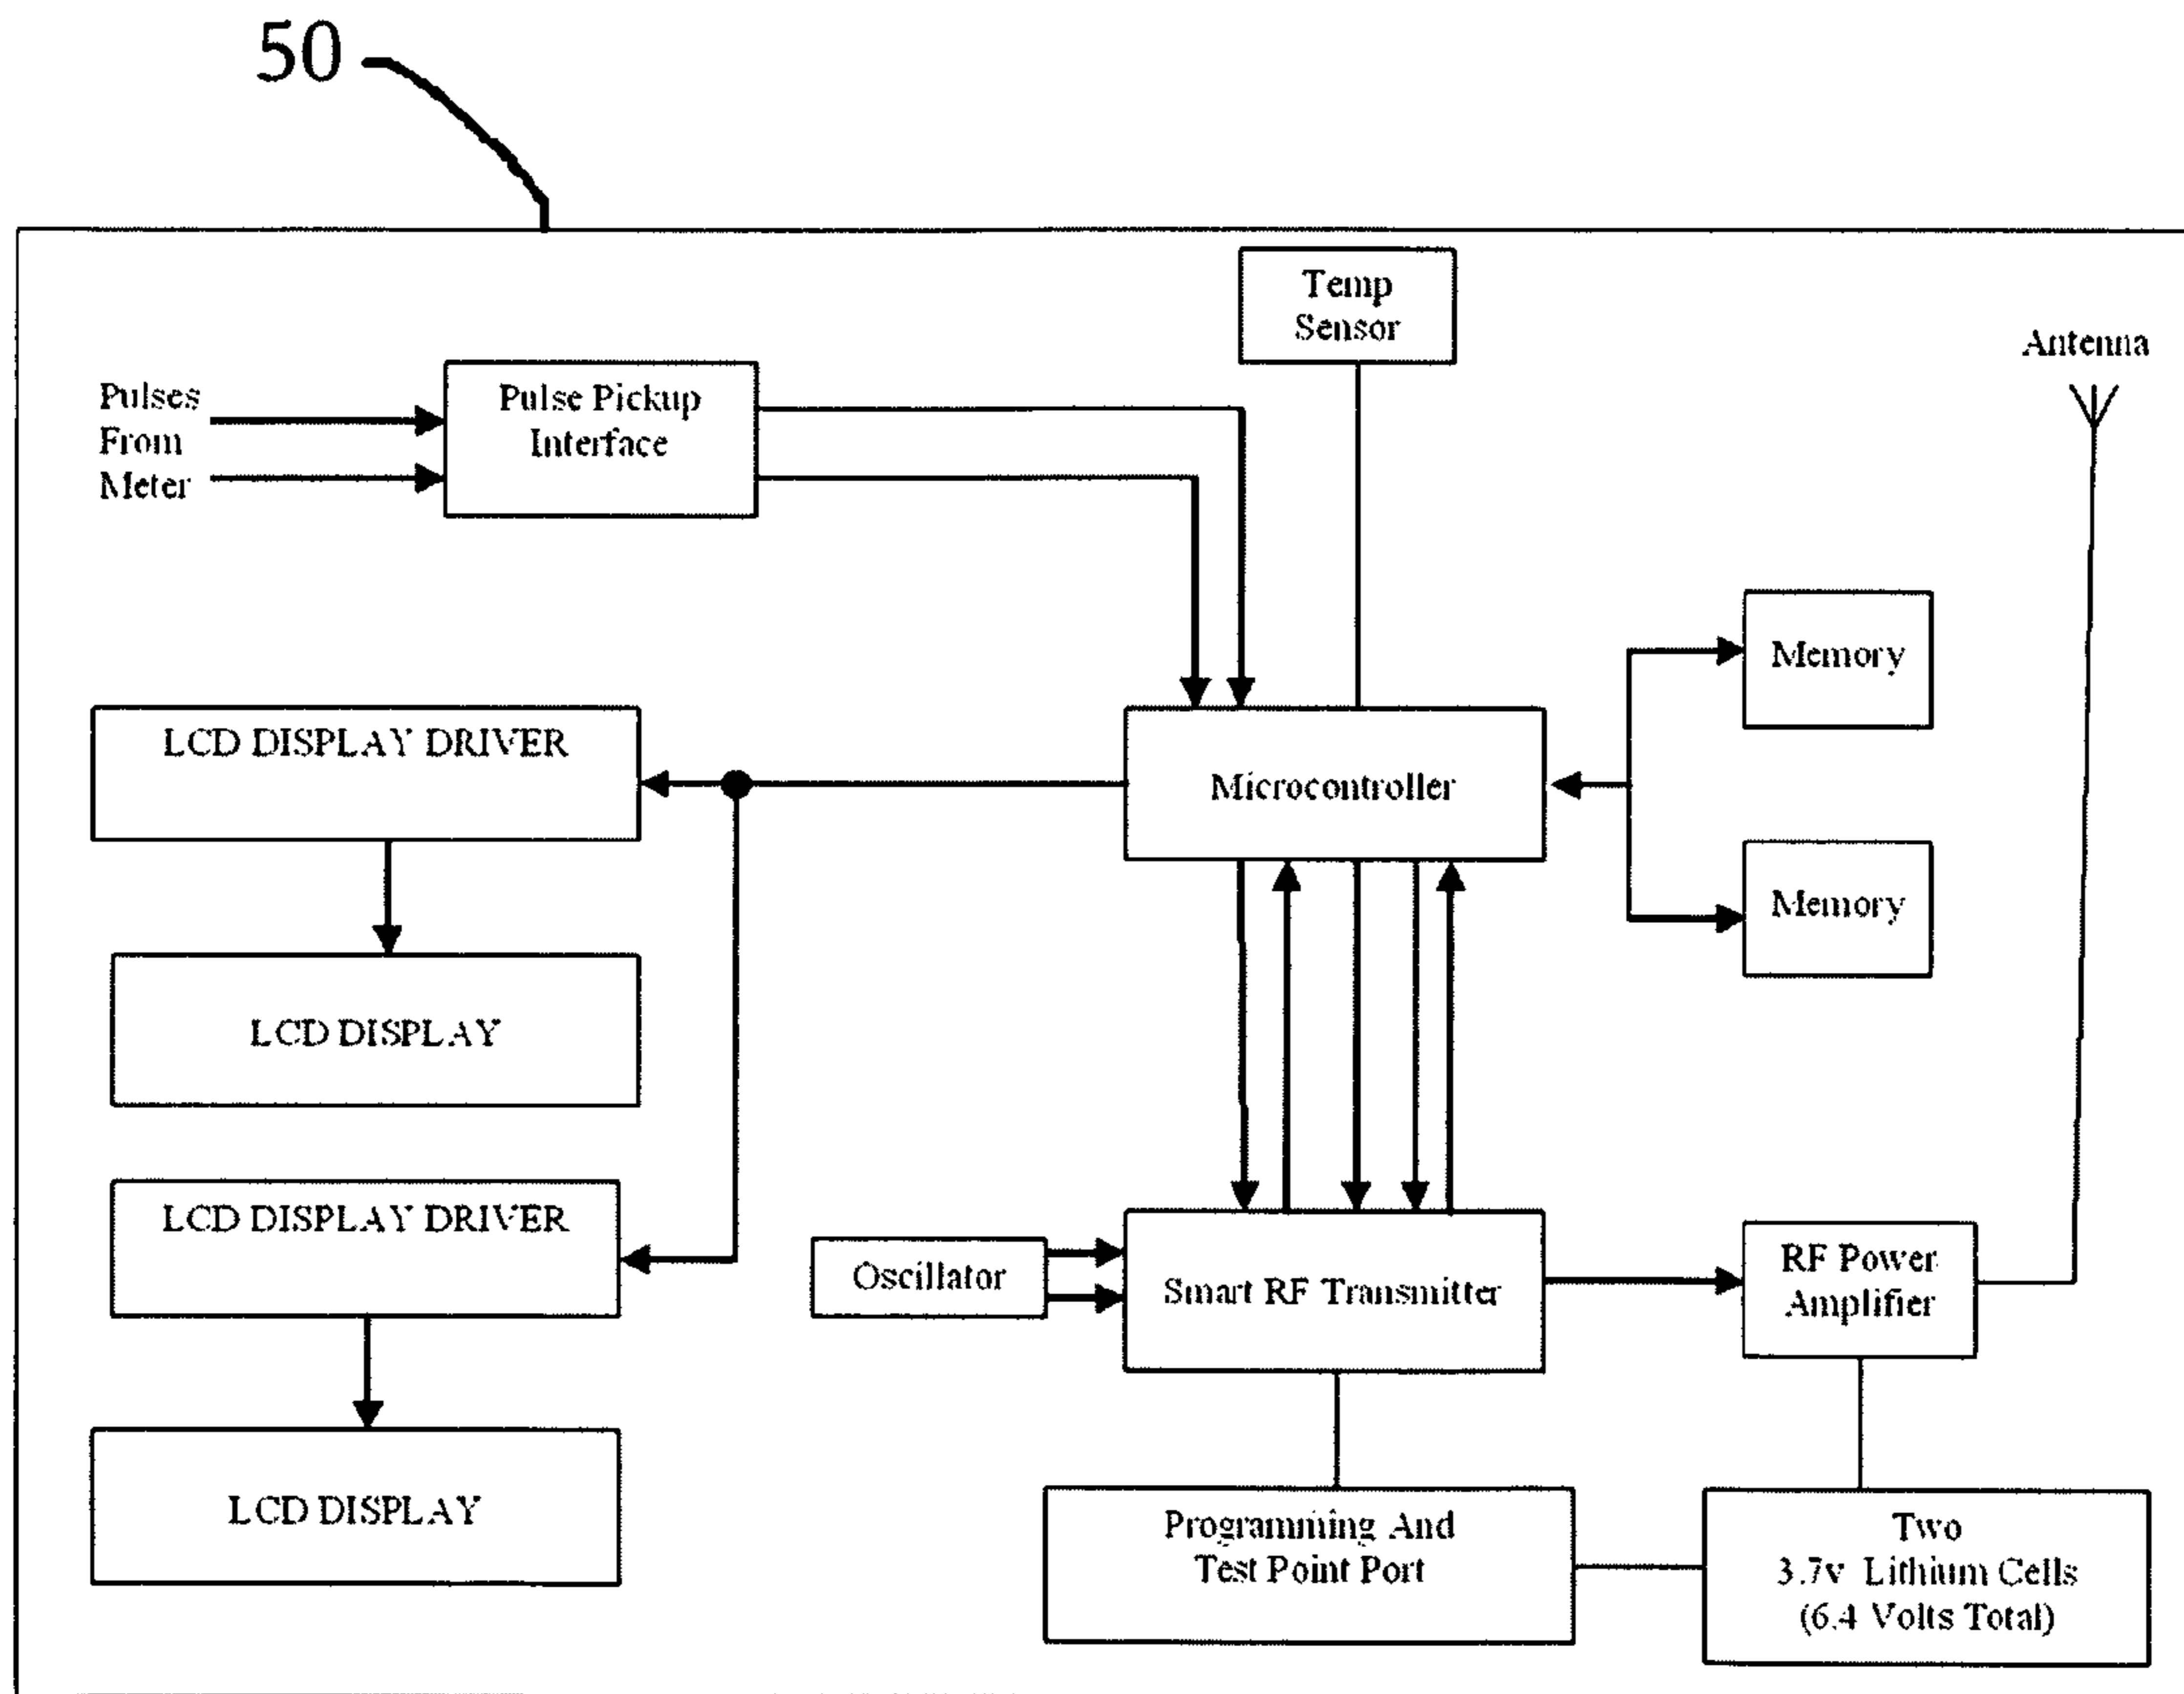 50
Temp
Sensor
Antenna
Pulses
From
Meter
Pulse Pickup
Interface
Memory
LCD DISPLAY DRIVER
Microcontroller
Memory
LCD DISPLAY
LCD DISPLAY DRIVER
Oscillator
Smart RF Transmitter
RF Power
Amplifier
LCD DISPLAY
Programming And
Test Point Port
Two
3.7v Lithium Cells
(6.4 Volts Total)